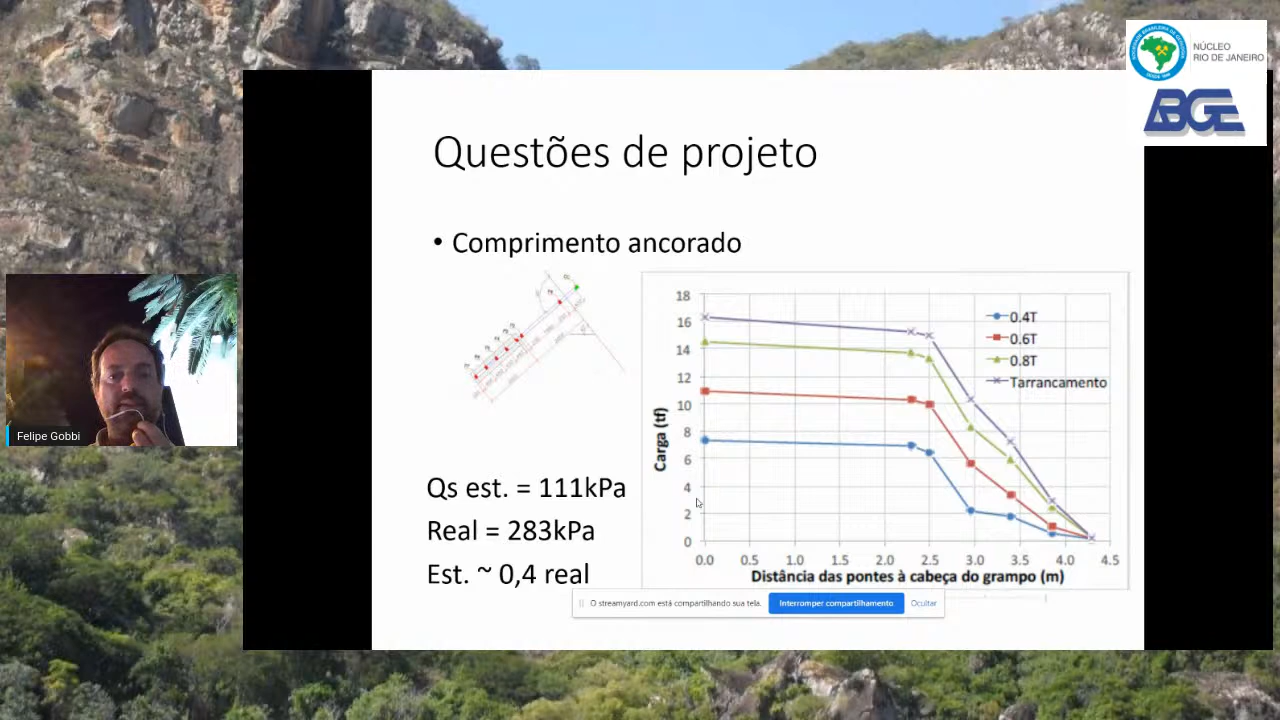 NÚCLEO
RIO DE JANEIRO
ABGE
Questões de projeto
• Comprimento ancorado
18
16
14
12
10
8
6
4
2
0
Carga (tf)
0.4T
0.6T
0.8T
Tarrancamento
0.0 0.5 1.0 1.5 2.0 2.5 3.0 3.5 4.0 4.5
Distância das pontes à cabeça do grampo (m)
Qs est. = 111kPa
Real = 283kPa
Est. ~ 0,4 real
O streamyard.com está compartilhando sua tela. Interromper compartilhamento Ocultar
Felipe Gobbi